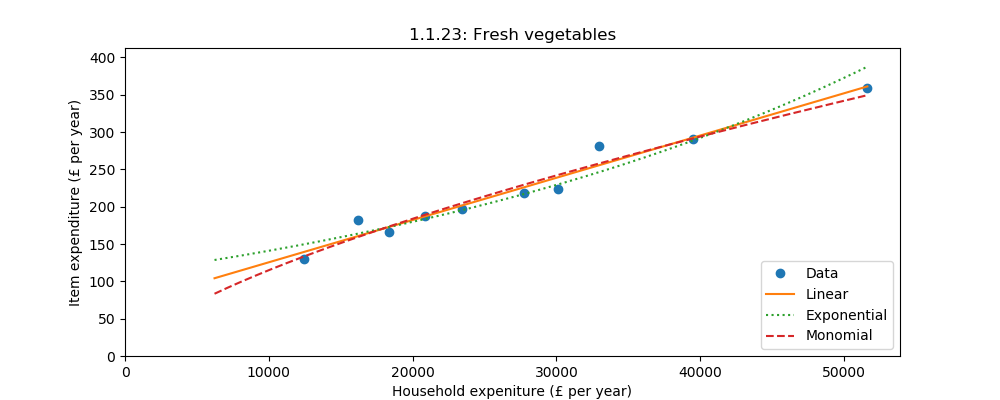 1.1.23: Fresh vegetables
400
350
300
250
200
150
100
50
0
Item expenditure (£ per year)
0 10000 20000 30000 40000 50000
Household expeniture (£ per year)
Data
Linear
Exponential
Monomial